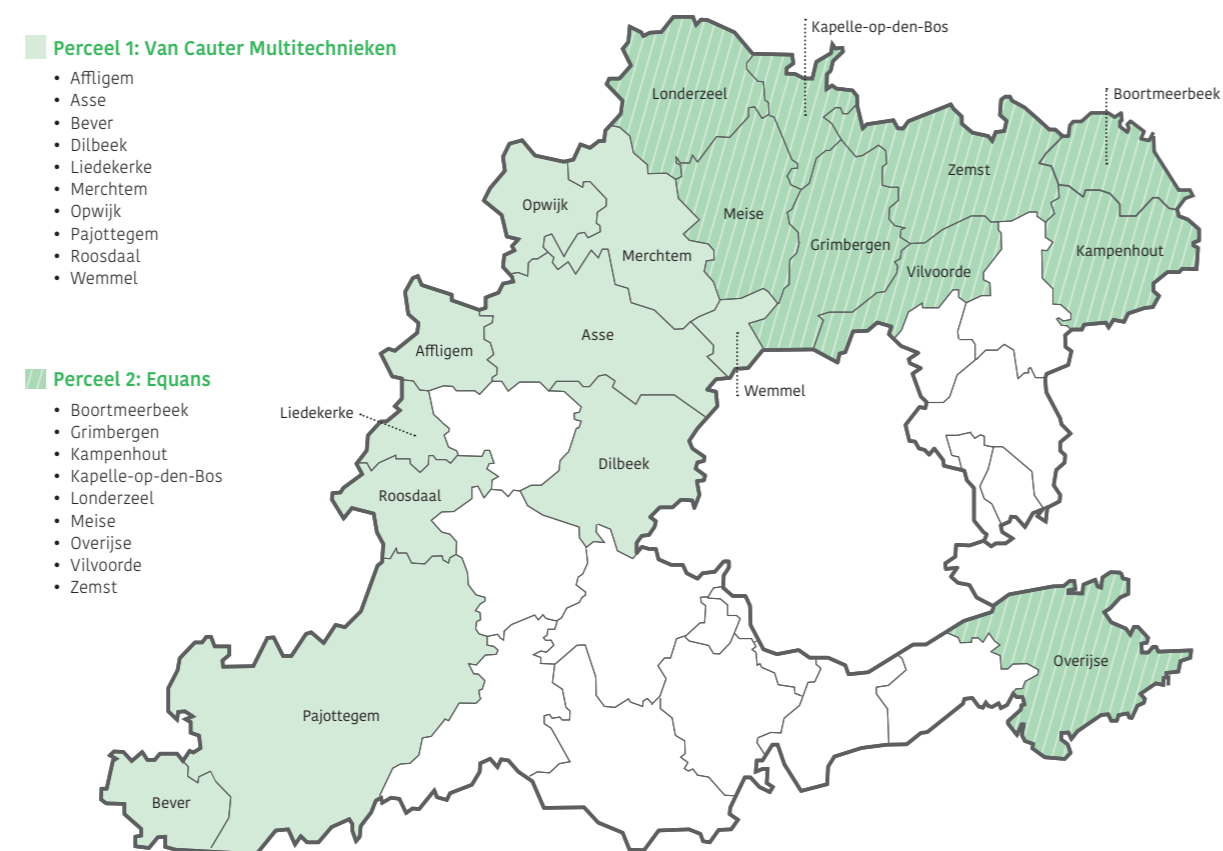 Perceel 1: Van Cauter Multitechnieken
• Affligem
• Asse
• Bever
• Dilbeek
• Liedekerke
• Merchtem
• Opwijk
• Pajottegem
• Roosdaal
• Wemmel
Perceel 2: Equans
• Boortmeerbeek
• Grimbergen
• Kampenhout
• Kapelle-op-den-Bos
• Londerzeel
• Meise
• Overijse
• Vilvoorde
• Zemst
Kapelle-op-den-Bos
Londerzeel
Boortmeerbeek
Zemst
Opwijk
Meise
Grimbergen
Merchtem
Kampenhout
Vilvoorde
Asse
Affligem
Wemmel
Liedekerke
Dilbeek
Roosdaal
Overijse
Pajottegem
Bever